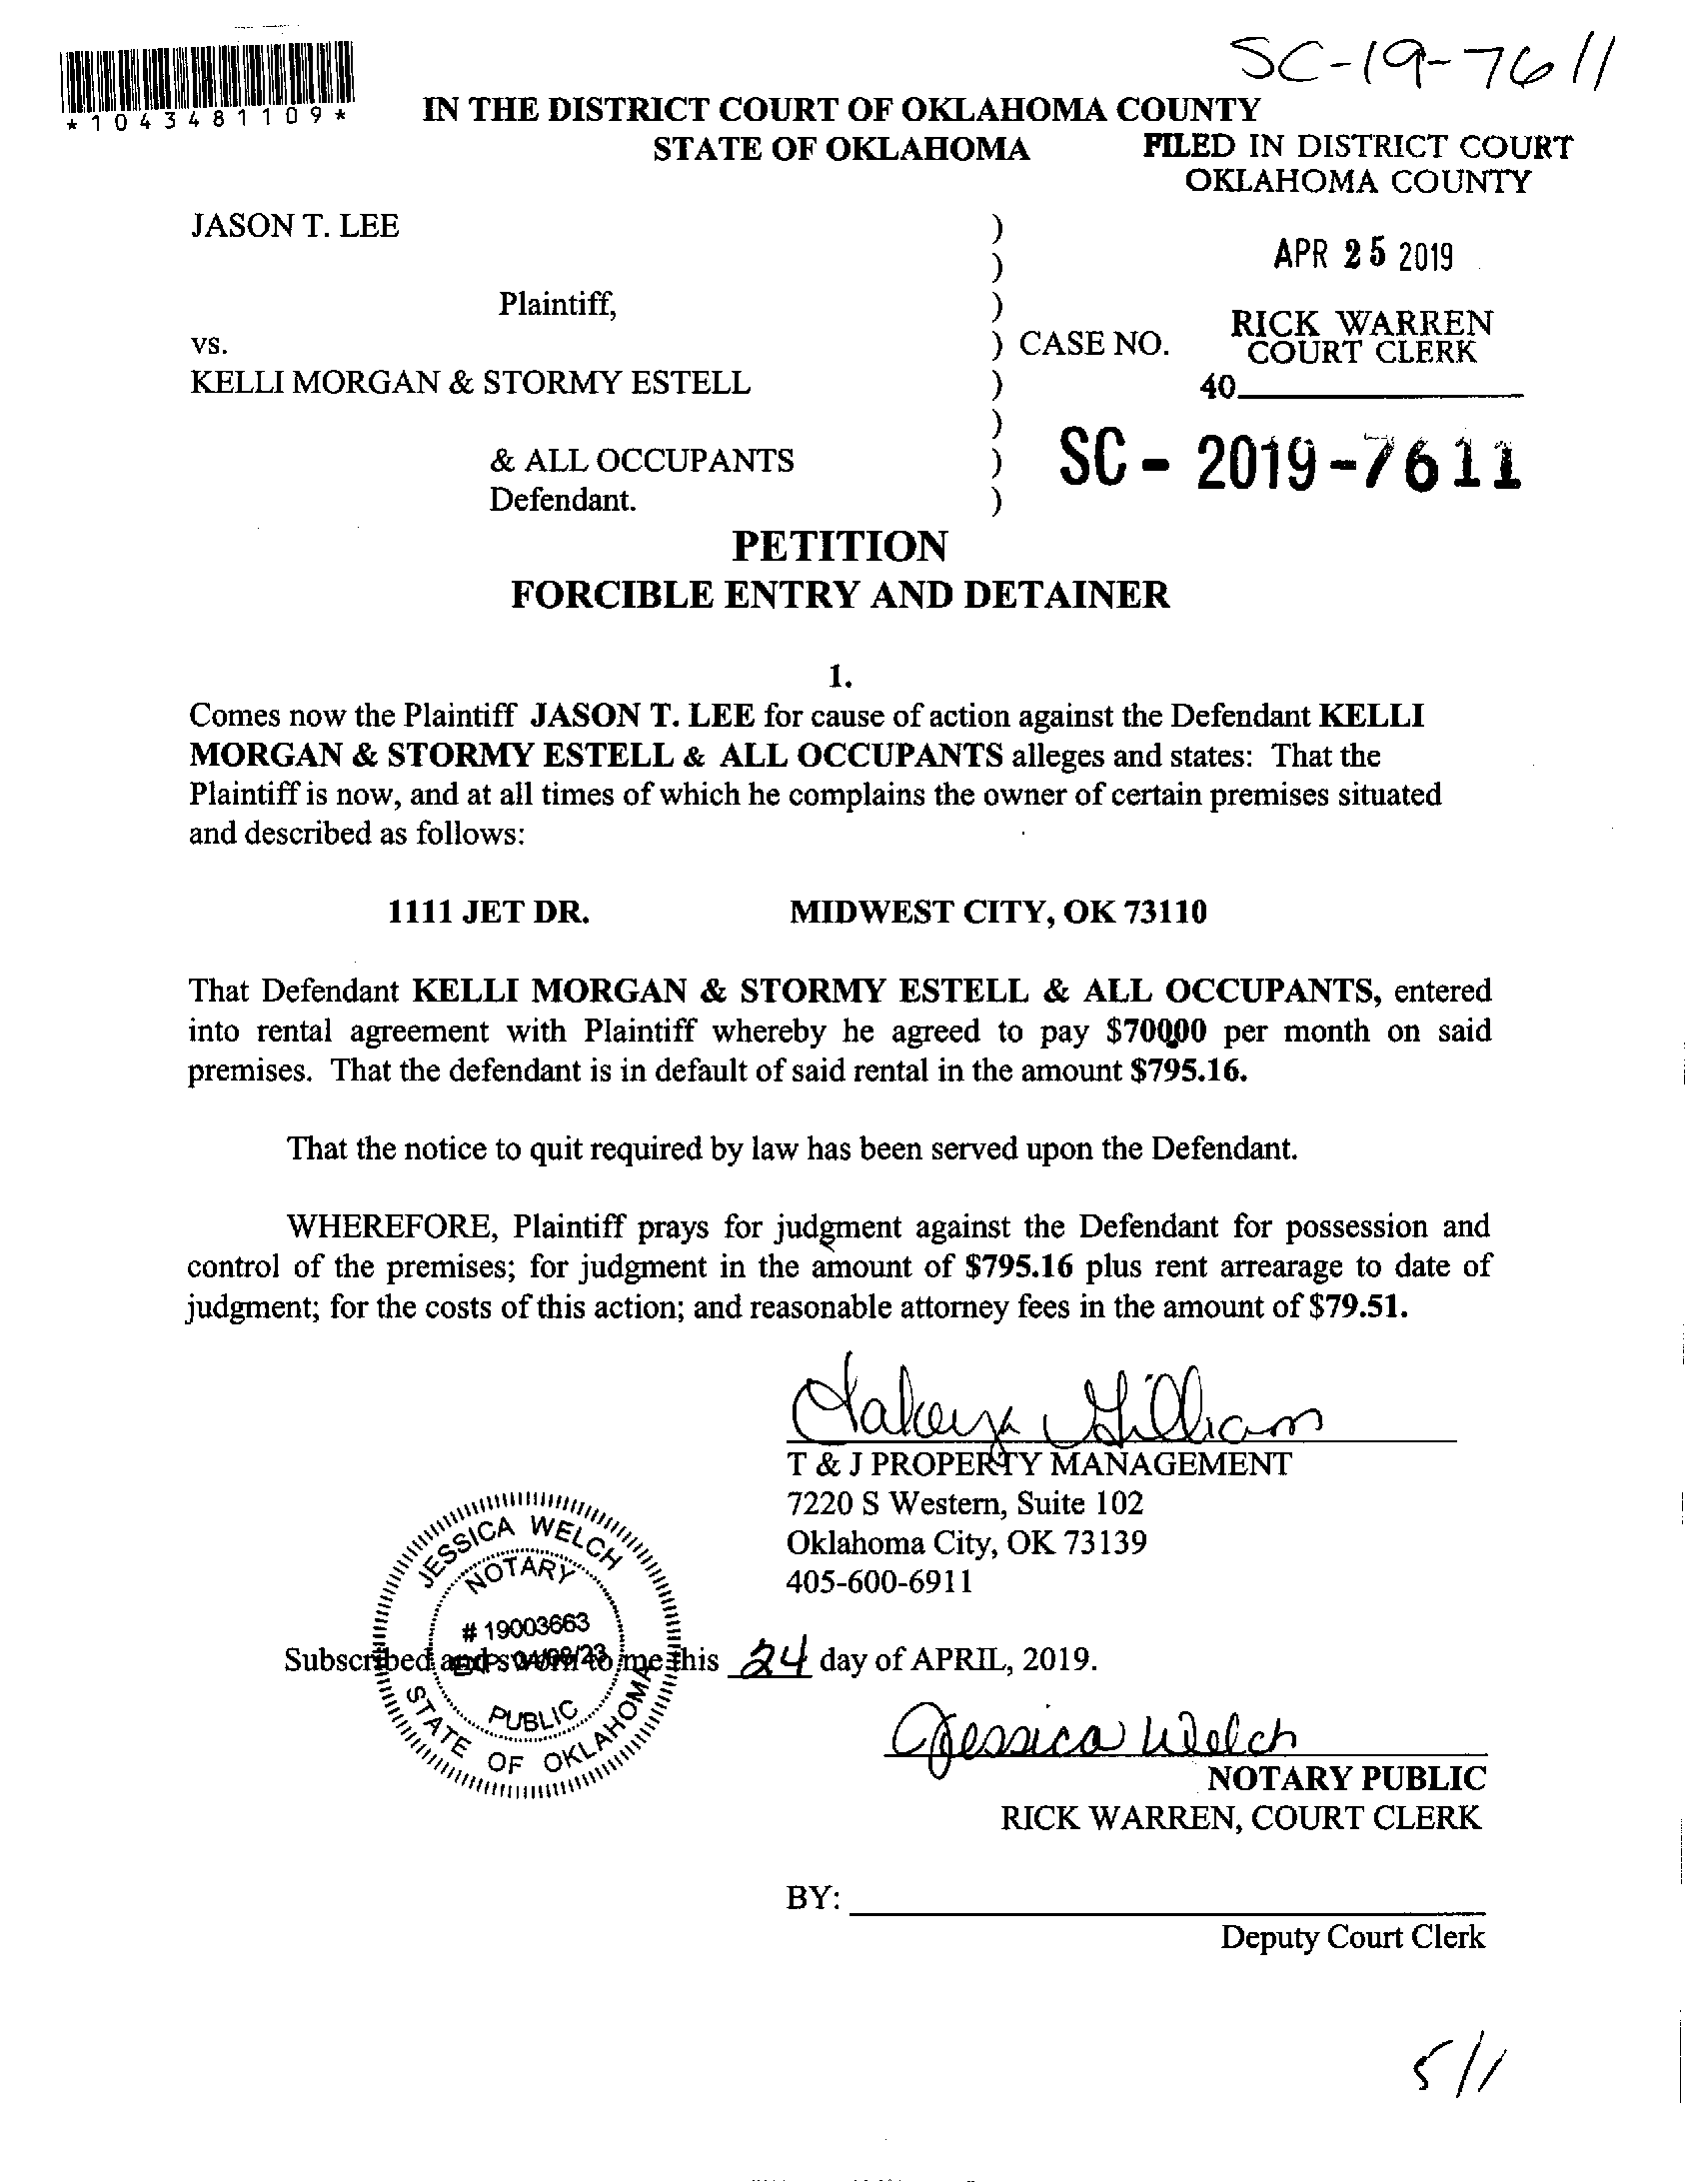 SC-19-7611
*1043481109*
IN THE DISTRICT COURT OF OKLAHOMA COUNTY
STATE OF OKLAHOMA
FILED IN DISTRICT COURT
OKLAHOMA COUNTY
JASON T. LEE )
)
APR 25 2019
Plaintiff, )
vs. ) CASE NO.
RICK WARREN
COURT CLERK
KELLI MORGAN & STORMY ESTELL )
40
)
& ALL OCCUPANTS )
SC - 2019-7611
Defendant. )
PETITION
FORCIBLE ENTRY AND DETAINER
1.
Comes now the Plaintiff JASON T. LEE for cause of action against the Defendant KELLI
MORGAN & STORMY ESTELL & ALL OCCUPANTS alleges and states: That the
Plaintiff is now, and at all times of which he complains the owner of certain premises situated
and described as follows:
1111 JET DR. MIDWEST CITY, OK 73110
That Defendant KELLI MORGAN & STORMY ESTELL & ALL OCCUPANTS, entered
into rental agreement with Plaintiff whereby he agreed to pay $700.00 per month on said
premises. That the defendant is in default of said rental in the amount $795.16.
That the notice to quit required by law has been served upon the Defendant.
WHEREFORE, Plaintiff prays for judgment against the Defendant for possession and
control of the premises; for judgment in the amount of $795.16 plus rent arrearage to date of
judgment; for the costs of this action; and reasonable attorney fees in the amount of $79.51.
T & J PROPERTY MANAGEMENT
7220 S Western, Suite 102
Oklahoma City, OK 73139
405-600-6911
JESSICA WELCH
NOTARY
# 19003663
EXP. 04/08/23
PUBLIC
STATE OF OKLAHOMA
Subscribed and sworn to me this 24 day of APRIL, 2019.
Jessica Welch
NOTARY PUBLIC
RICK WARREN, COURT CLERK
BY:
Deputy Court Clerk
5/1